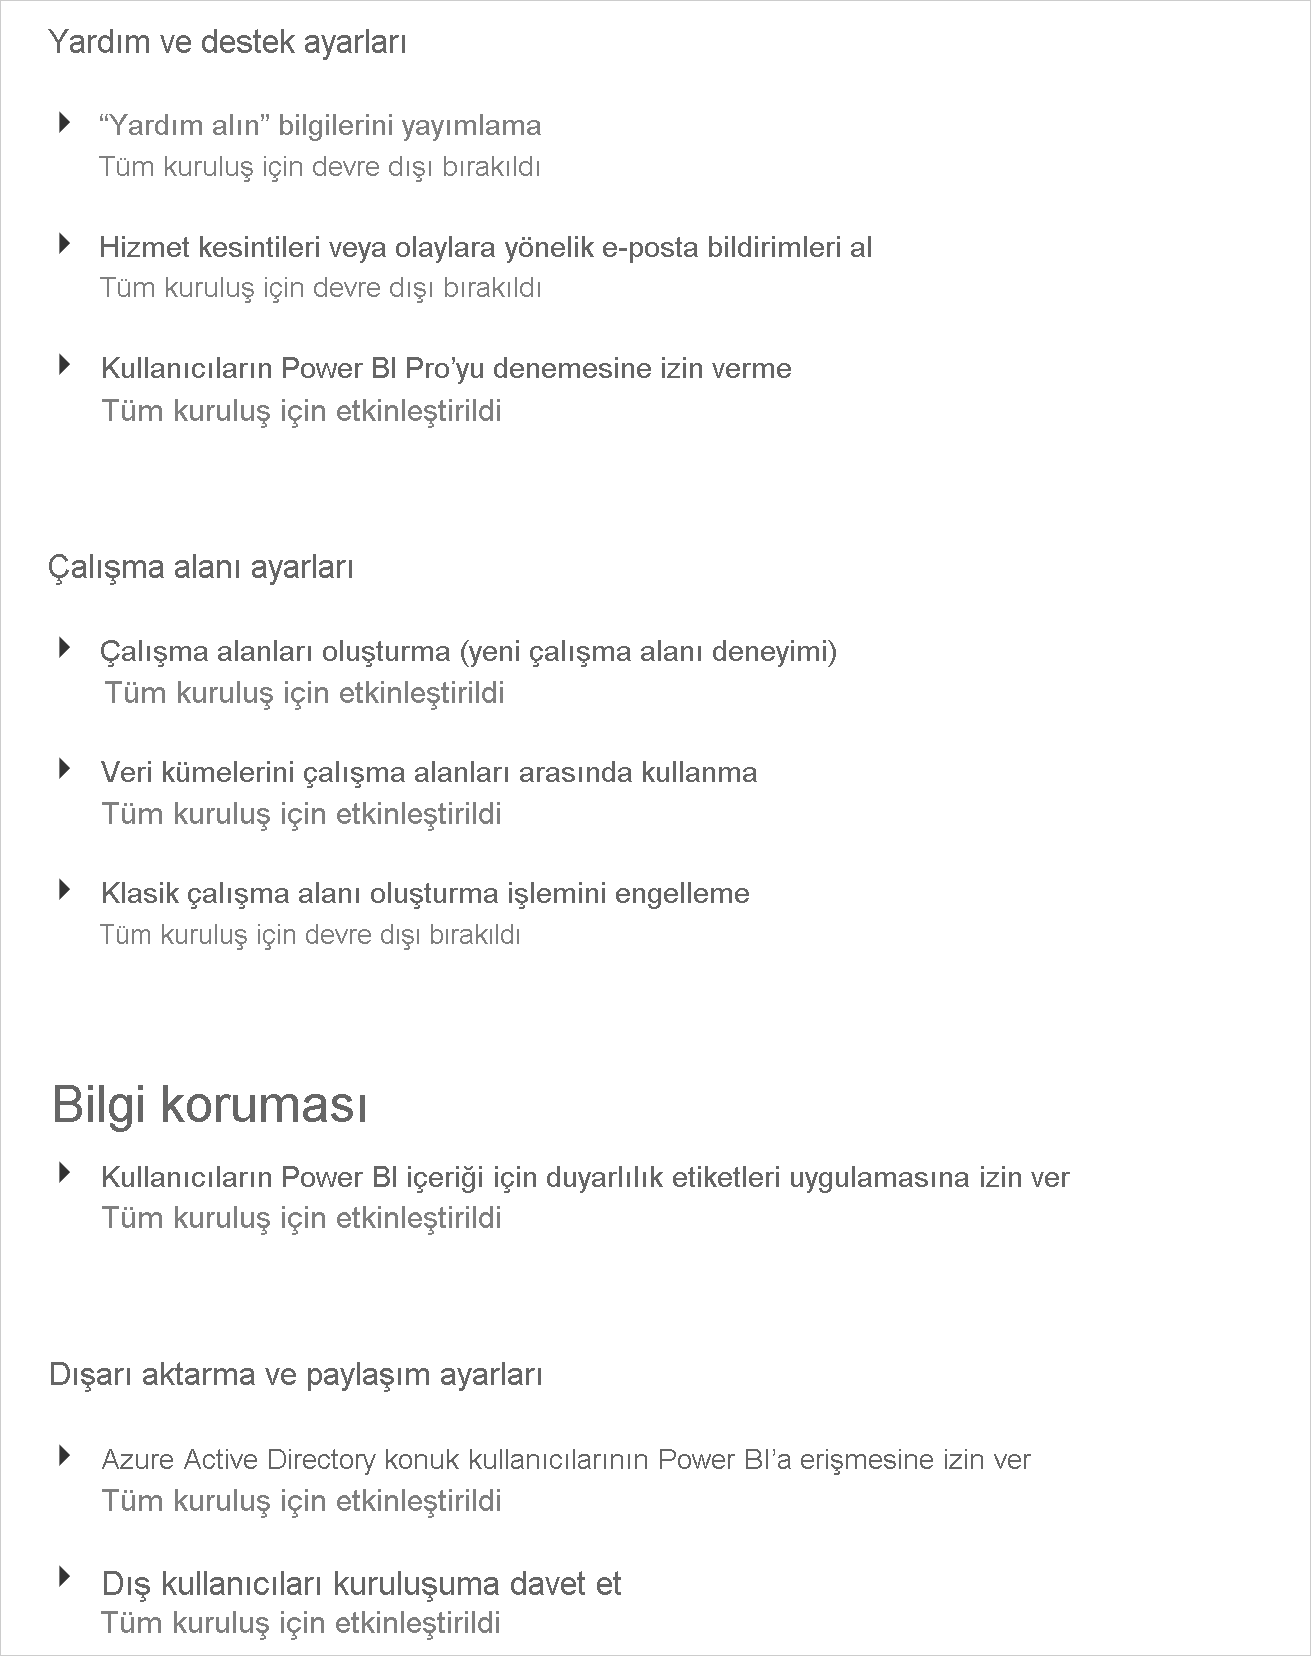 Yardım ve destek ayarları
“Yardım alın” bilgilerini yayımlama
Tüm kuruluş için devre dışı bırakıldı
Hizmet kesintileri veya olaylara yönelik e-posta bildirimleri al
Tüm kuruluş için devre dışı bırakıldı
Kullanıcıların Power BI Pro’yu denemesine izin verme
Tüm kuruluş için etkinleştirildi
Çalışma alanı ayarları
Çalışma alanları oluşturma (yeni çalışma alanı deneyimi)
Tüm kuruluş için etkinleştirildi
Veri kümelerini çalışma alanları arasında kullanma
Tüm kuruluş için etkinleştirildi
Klasik çalışma alanı oluşturma işlemini engelleme
Tüm kuruluş için devre dışı bırakıldı
Bilgi koruması
Kullanıcıların Power BI içeriği için duyarlılık etiketleri uygulamasına izin ver
Tüm kuruluş için etkinleştirildi
Dışarı aktarma ve paylaşım ayarları
Azure Active Directory konuk kullanıcılarının Power BI’a erişmesine izin ver
Tüm kuruluş için etkinleştirildi
Dış kullanıcıları kuruluşuma davet et
Tüm kuruluş için etkinleştirildi